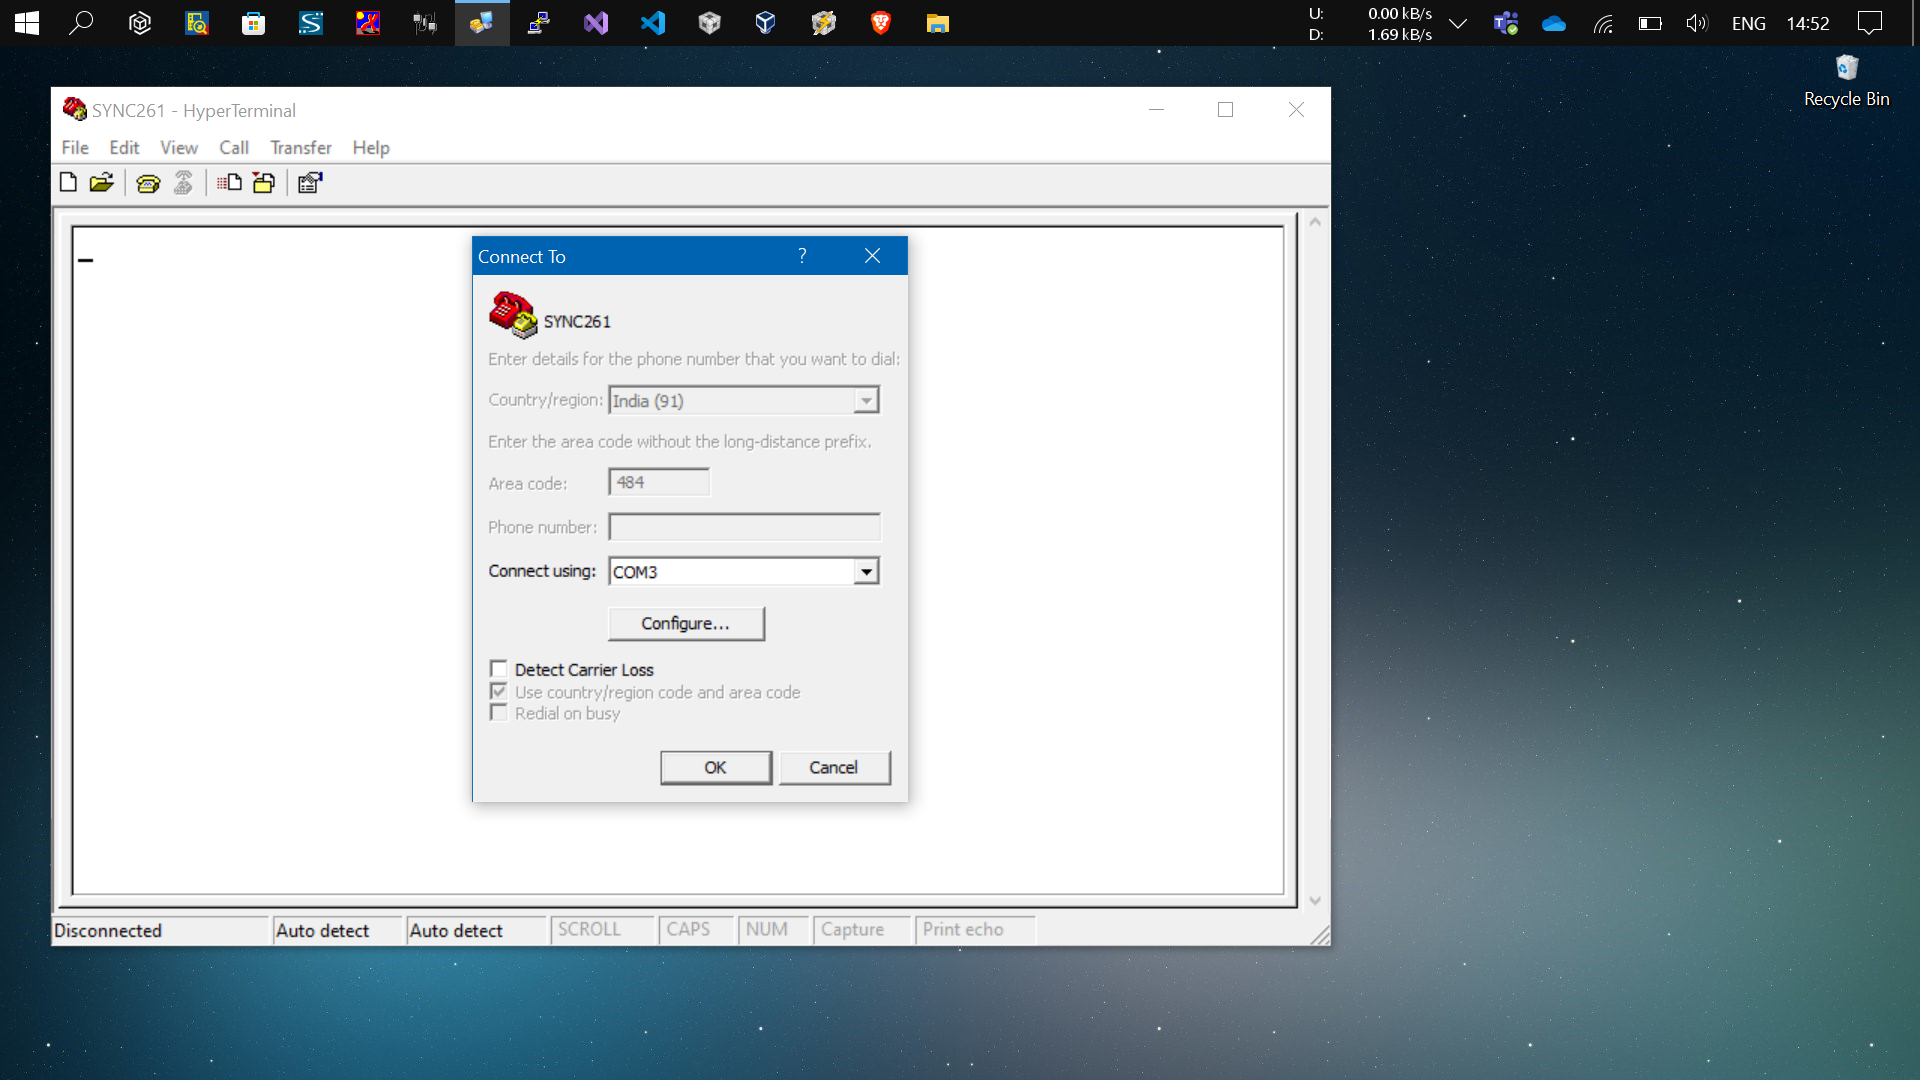 U: 0.00 kB/s
D: 1.69 kB/s
ENG 14:52
Recycle Bin
SYNC261 - HyperTerminal
File Edit View Call Transfer Help
Connect To ?
SYNC261
Enter details for the phone number that you want to dial:
Country/region: India (91)
Enter the area code without the long-distance prefix.
Area code: 484
Phone number:
Connect using: COM3
Configure...
Detect Carrier Loss
Use country/region code and area code
Redial on busy
OK Cancel
Disconnected Auto detect Auto detect SCROLL CAPS NUM Capture Print echo